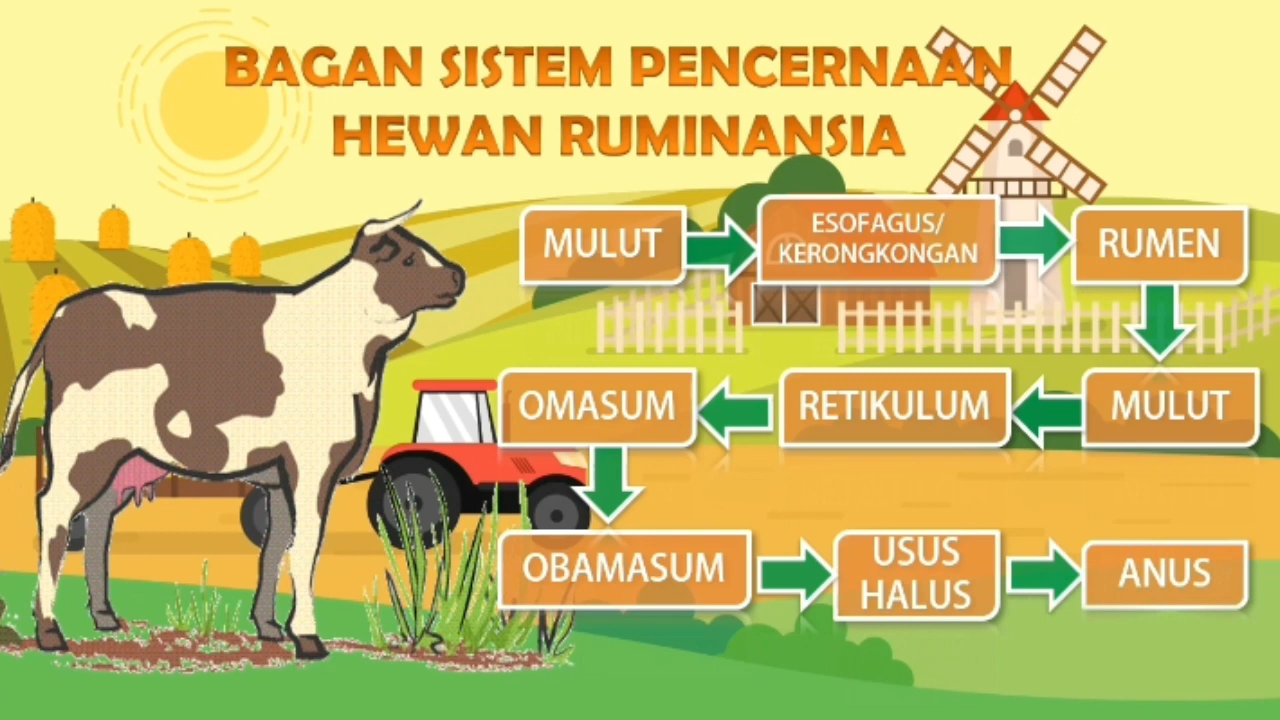 BAGAN SISTEM PENCERNAAN
HEWAN RUMINANSIA
MULUT
ESOFAGUS/
KERONGKONGAN
RUMEN
MULUT
RETIKULUM
OMASUM
OBAMASUM
USUS
HALUS
ANUS